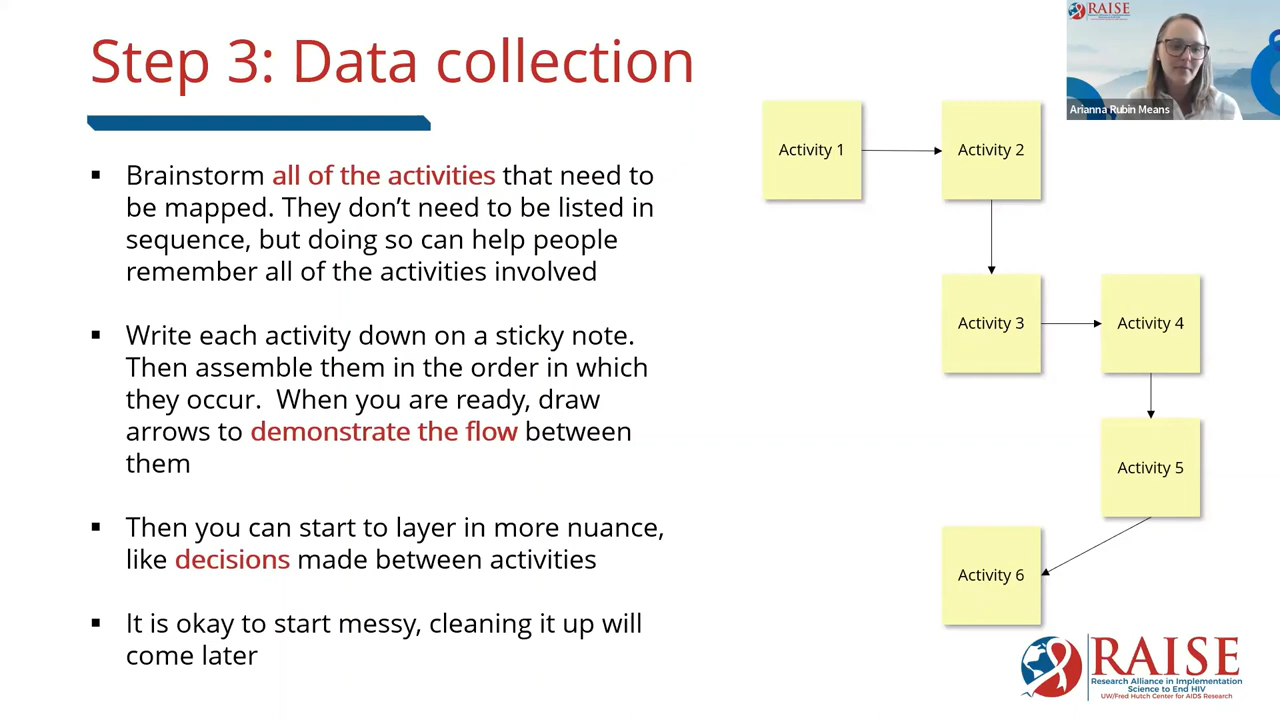 Step 3: Data collection
▪ Brainstorm all of the activities that need to
be mapped. They don't need to be listed in
sequence, but doing so can help people
remember all of the activities involved
▪ Write each activity down on a sticky note.
Then assemble them in the order in which
they occur.  When you are ready, draw
arrows to demonstrate the flow between
them
▪ Then you can start to layer in more nuance,
like decisions made between activities
▪ It is okay to start messy, cleaning it up will
come later
Activity 1
Activity 2
Activity 3
Activity 4
Activity 5
Activity 6
RAISE
Arianna Rubin Means
RAISE
Research Alliance in Implementation
Science to End HIV
UW/Fred Hutch Center for AIDS Research